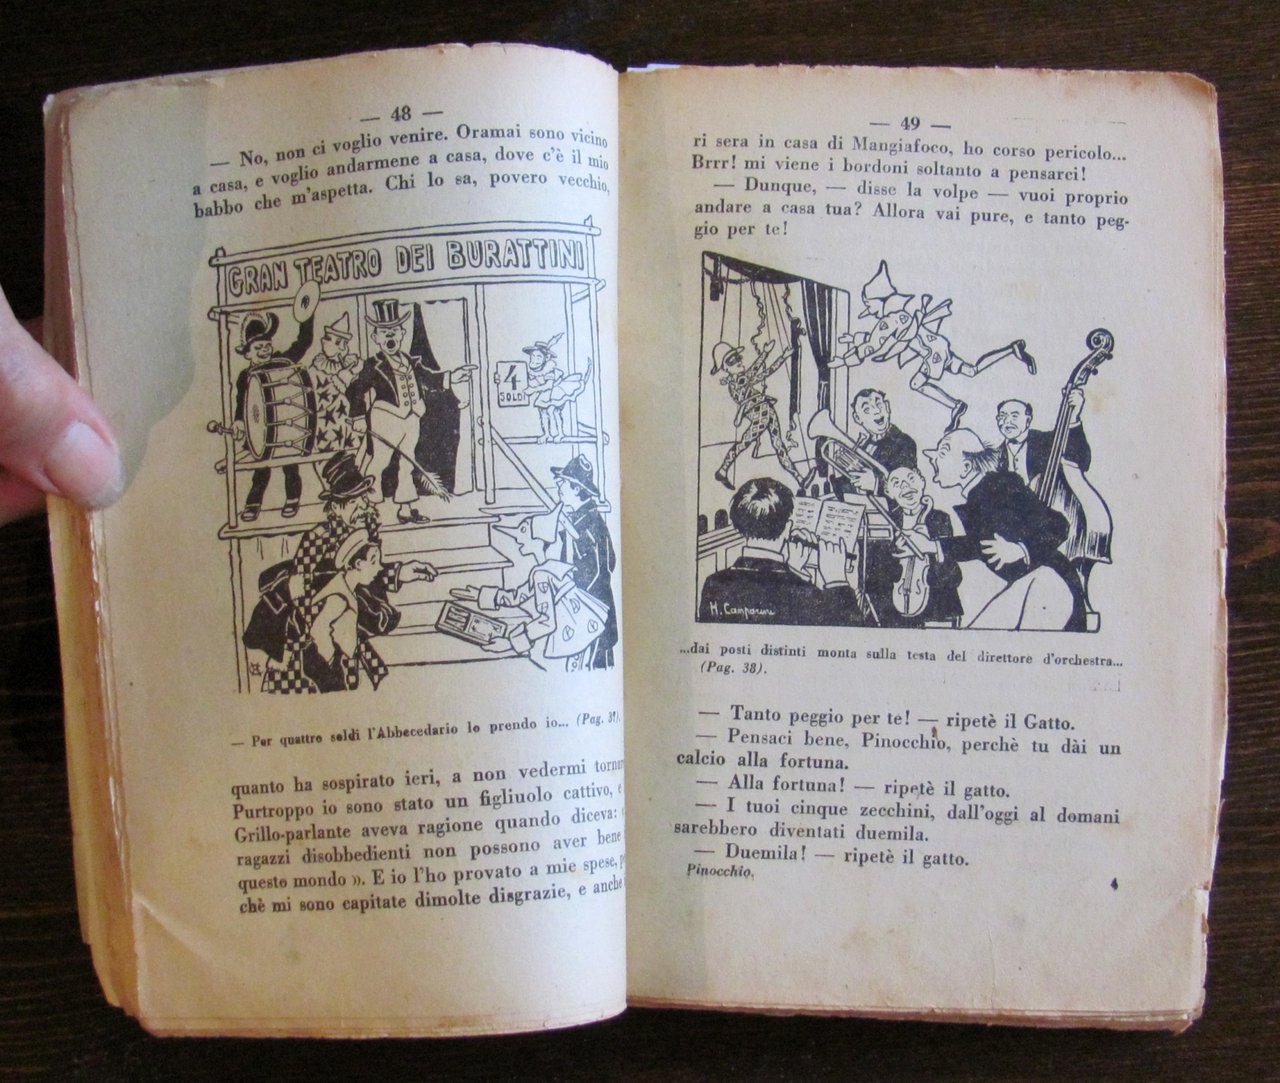 — 48 —
— No, non ci voglio venire. Oramai sono vicino
a casa, e voglio andarmene a casa, dove c'è il mio
babbo che m'aspetta. Chi lo sa, povero vecchio,
GRAN TEATRO DEI BURATTINI
4
SOLDI
— Per quattro soldi l'Abbecedario lo prendo io... (Pag. 37).
quanto ha sospirato ieri, a non vedermi
Purtroppo io sono stato un figliuolo cattivo,
Grillo-parlante aveva ragione quando diceva:
ragazzi disobbedienti non possono aver bene
questo mondo ». E io l'ho provato a mie spese,
chè mi sono capitate dimolte disgrazie, e anche
— 49 —
ri sera in casa di Mangiafoco, ho corso pericolo...
Brrr! mi viene i bordoni soltanto a pensarci!
— Dunque, — disse la volpe — vuoi proprio
andare a casa tua? Allora vai pure, e tanto peg-
gio per te!
H. Camporini
...dai posti distinti monta sulla testa del direttore d'orchestra...
(Pag. 38).
— Tanto peggio per te! — ripetè il Gatto.
— Pensaci bene, Pinocchio, perchè tu dài un
calcio alla fortuna.
— Alla fortuna! — ripetè il gatto.
— I tuoi cinque zecchini, dall'oggi al domani
sarebbero diventati duemila.
— Duemila! — ripetè il gatto.
Pinocchio,
4